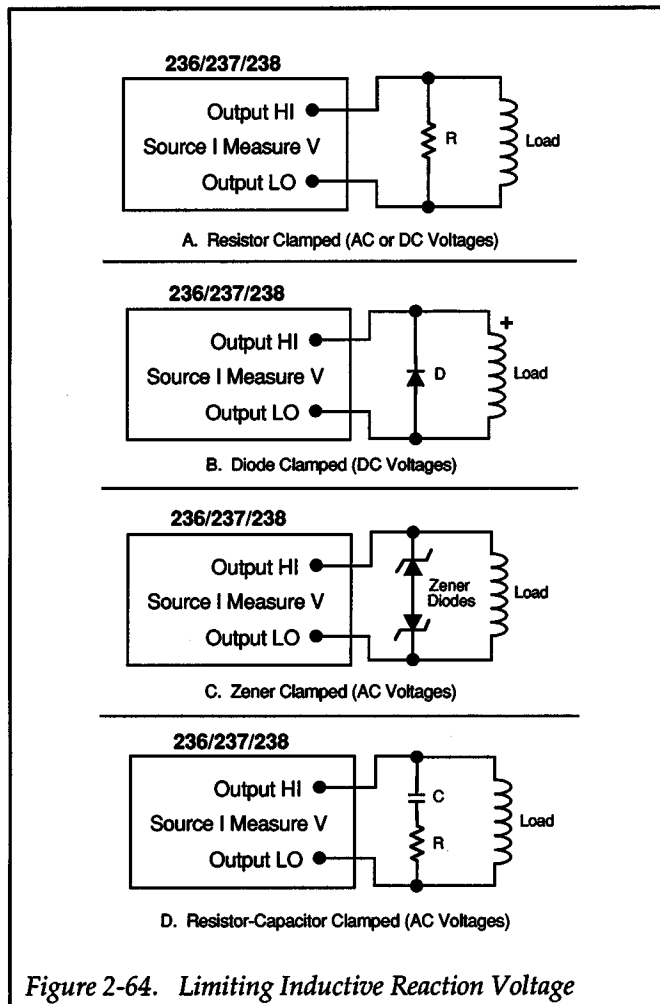 236/237/238
Output HI
Source I Measure V
Output LO
R
Load
A. Resistor Clamped (AC or DC Voltages)
236/237/238
Output HI
Source I Measure V
Output LO
D
+
Load
B. Diode Clamped (DC Voltages)
236/237/238
Output HI
Source I Measure V
Output LO
Zener
Diodes
Load
C. Zener Clamped (AC Voltages)
236/237/238
Output HI
Source I Measure V
Output LO
C
R
Load
D. Resistor-Capacitor Clamped (AC Voltages)
Figure 2-64. Limiting Inductive Reaction Voltage